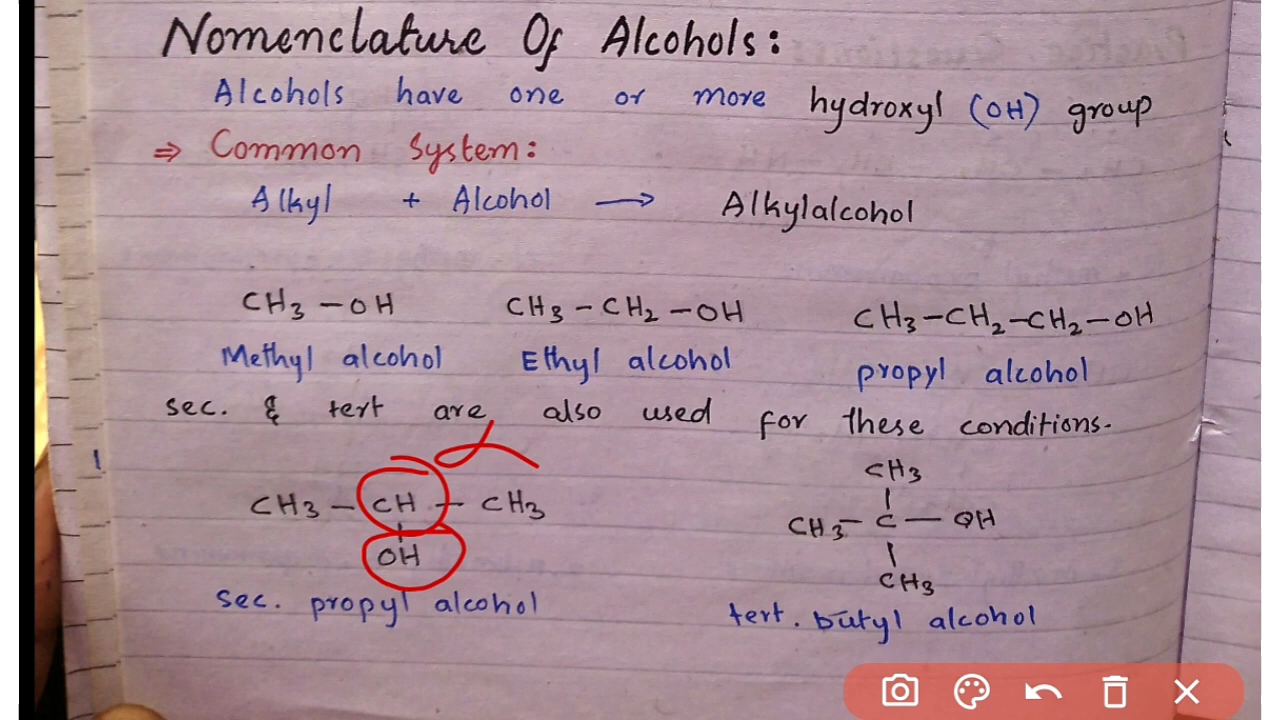 Nomenclature Of Alcohols:
Alcohols have one or more hydroxyl (OH) group
⇒ Common System:
Alkyl + Alcohol ⟶ Alkylalcohol
CH3 – OH CH3 – CH2 – OH CH3 – CH2 – CH2 – OH
Methyl alcohol Ethyl alcohol propyl alcohol
sec. & tert are also used for these conditions.
CH3
CH3 – CH – CH3 CH3 – C – OH
OH CH3
sec. propyl alcohol tert. butyl alcohol